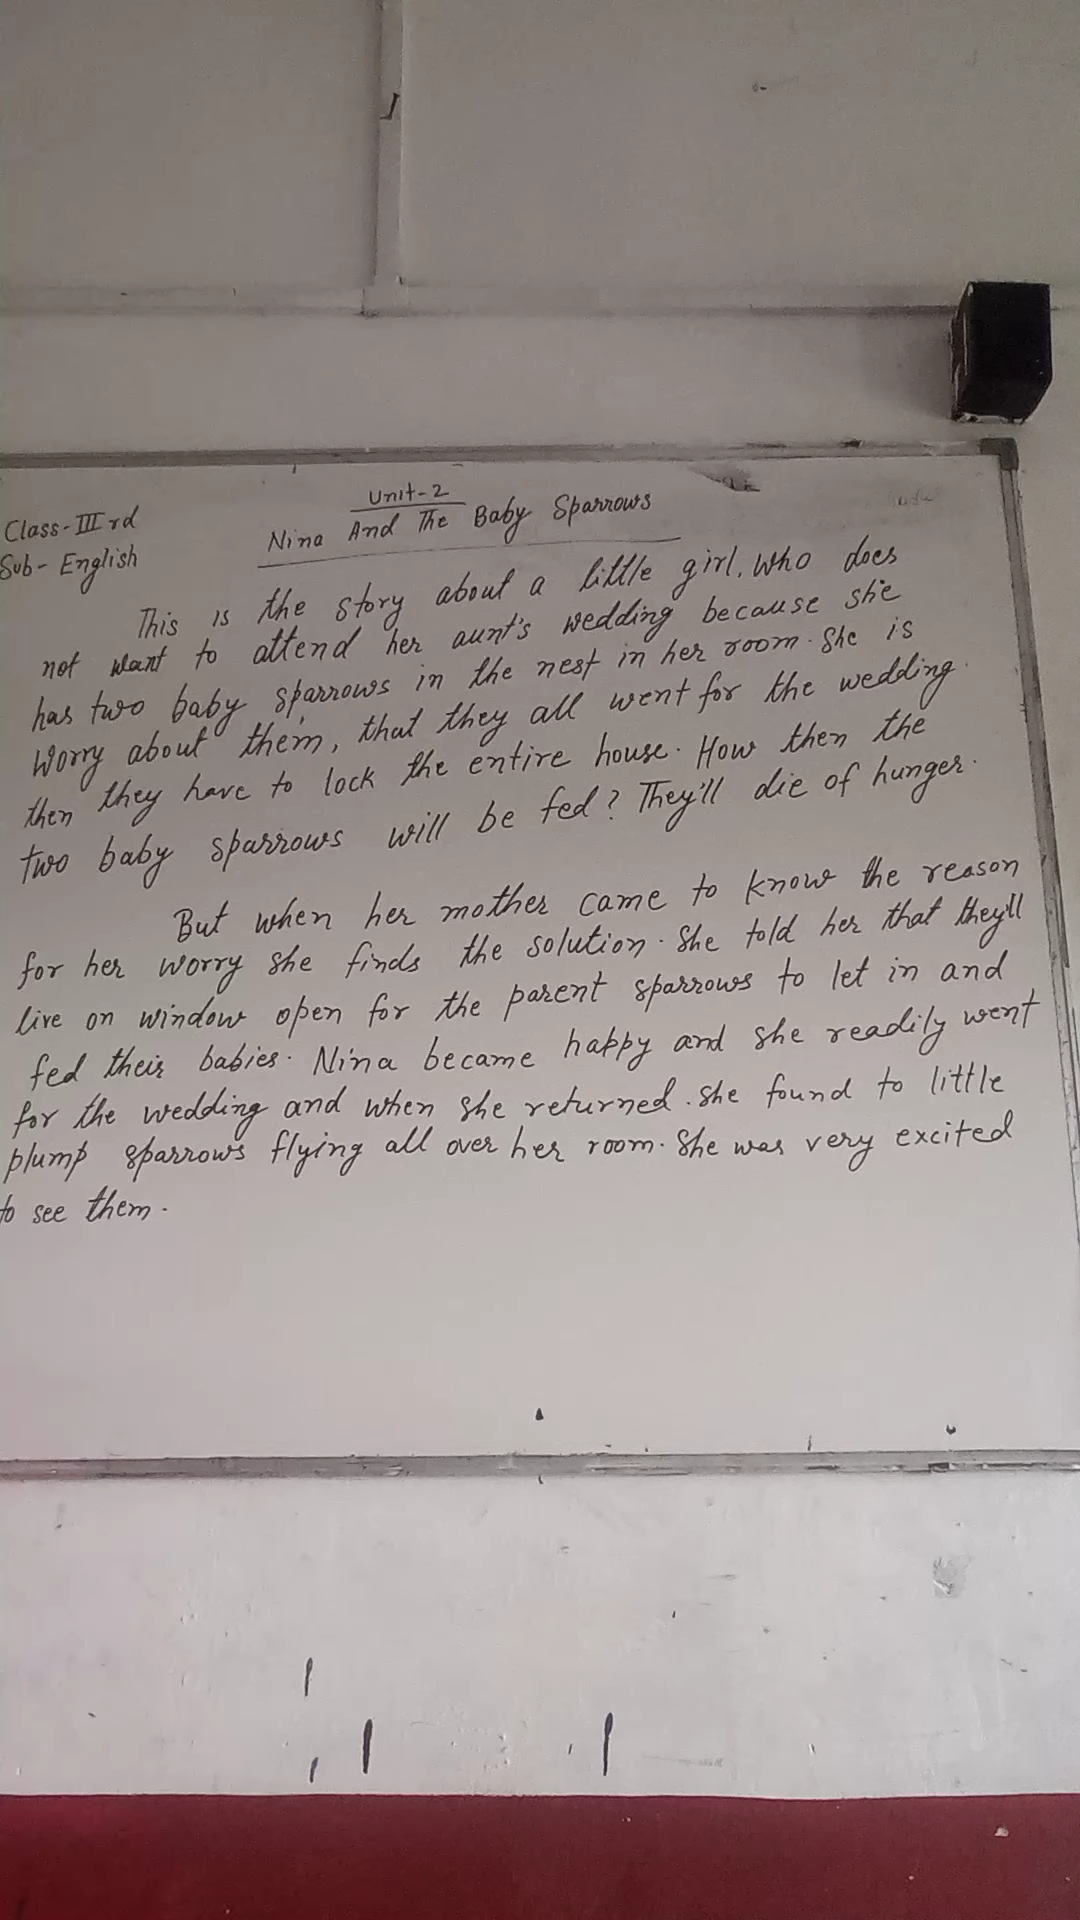 Class-III rd
Sub- English
Unit-2
Nina And The Baby Sparrows
This is the story about a little girl. Who does
not want to attend her aunt's wedding because she
has two baby sparrows in the nest in her room. She is
worry about them, that they all went for the wedding.
then they have to lock the entire house. How then the
two baby sparrows will be fed? They'll die of hunger.
But when her mother came to know the reason
for her worry she finds the solution. She told her that they'll
live on window open for the parent sparrows to let in and
fed their babies. Nina became happy and she readily went
for the wedding and when she returned. she found to little
plump sparrows flying all over her room. She was very excited
to see them.